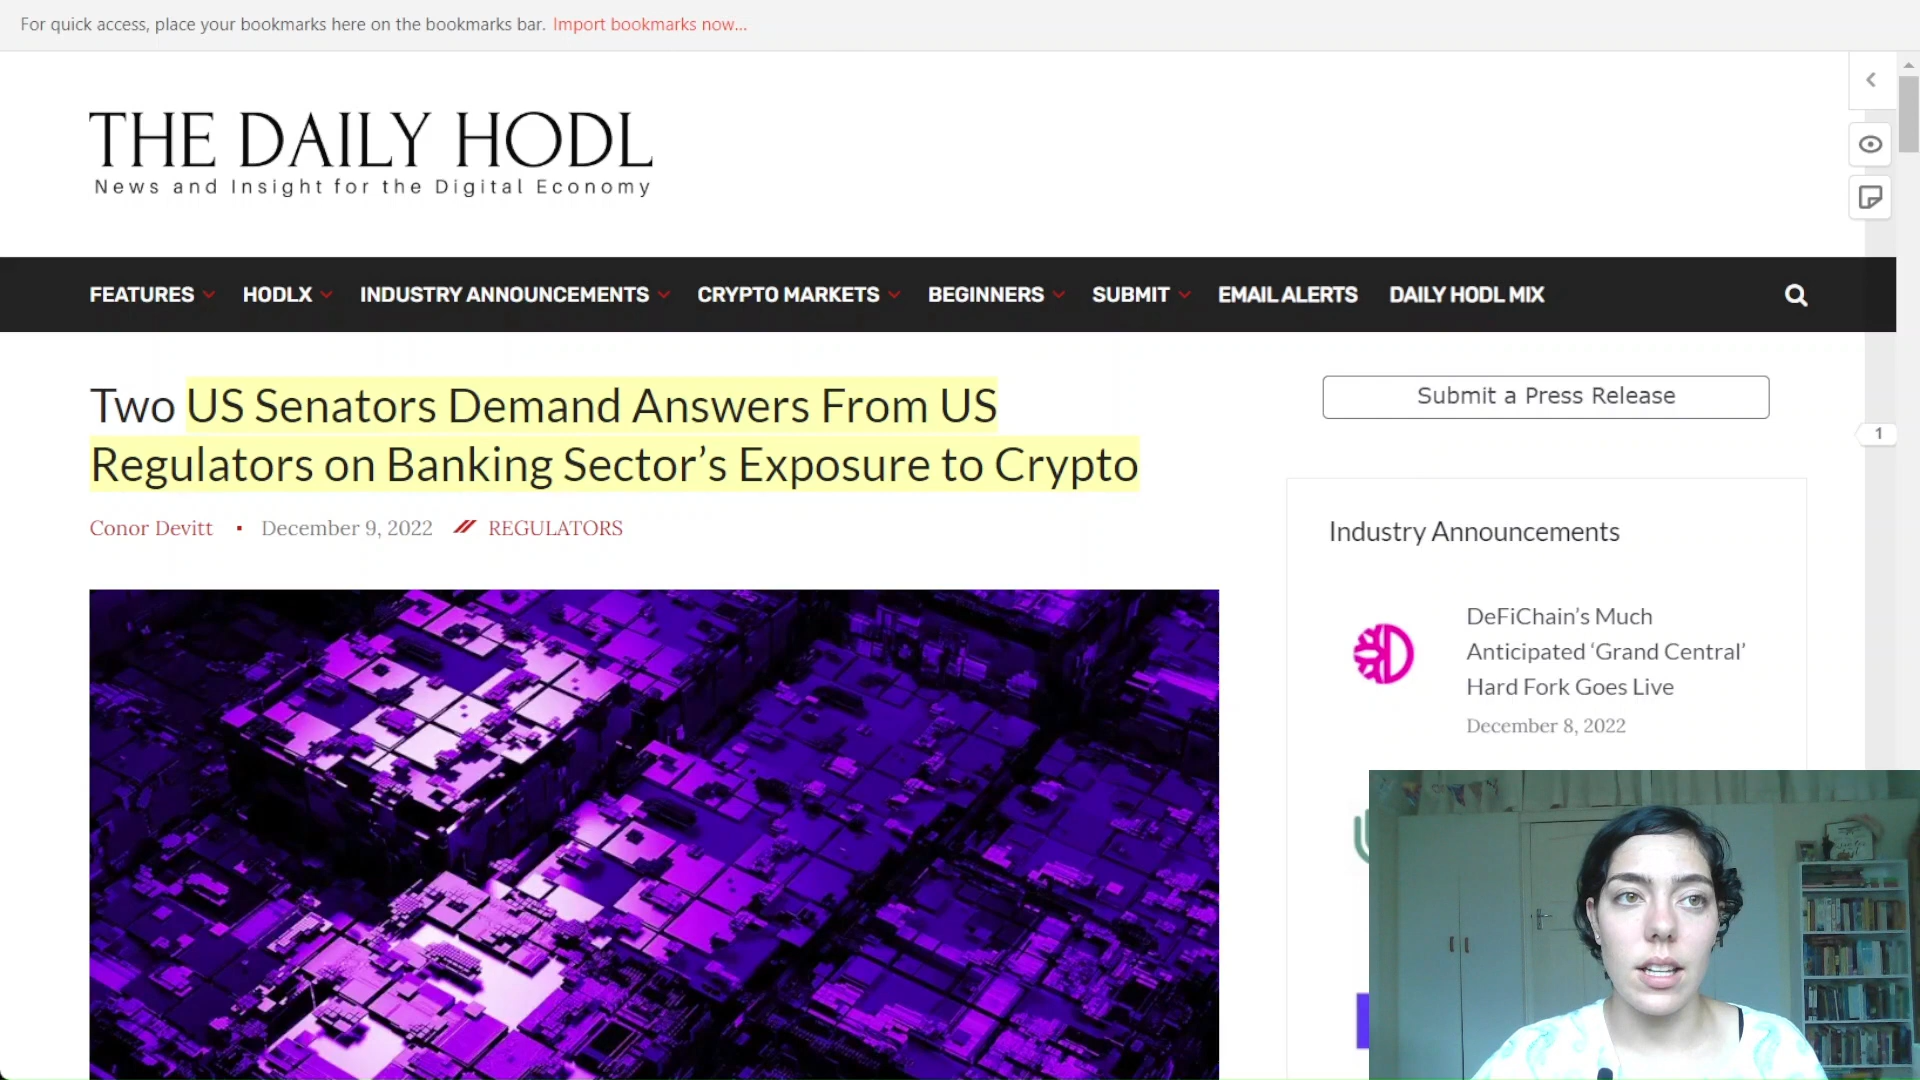 For quick access, place your bookmarks here on the bookmarks bar. Import bookmarks now...
THE DAILY HODL
News and Insight for the Digital Economy
FEATURES HODLX INDUSTRY ANNOUNCEMENTS CRYPTO MARKETS BEGINNERS SUBMIT EMAIL ALERTS DAILY HODL MIX
Two US Senators Demand Answers From US
Regulators on Banking Sector’s Exposure to Crypto
Conor Devitt ▪ December 9, 2022 REGULATORS
Submit a Press Release
1
Industry Announcements
DeFiChain’s Much
Anticipated ‘Grand Central’
Hard Fork Goes Live
December 8, 2022